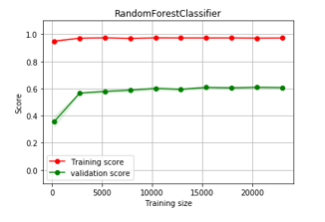 RandomForestClassifier
1.0
0.8
0.6
0.4
0.2
0.0
Score
Training score
validation score
0 5000 10000 15000 20000
Training size